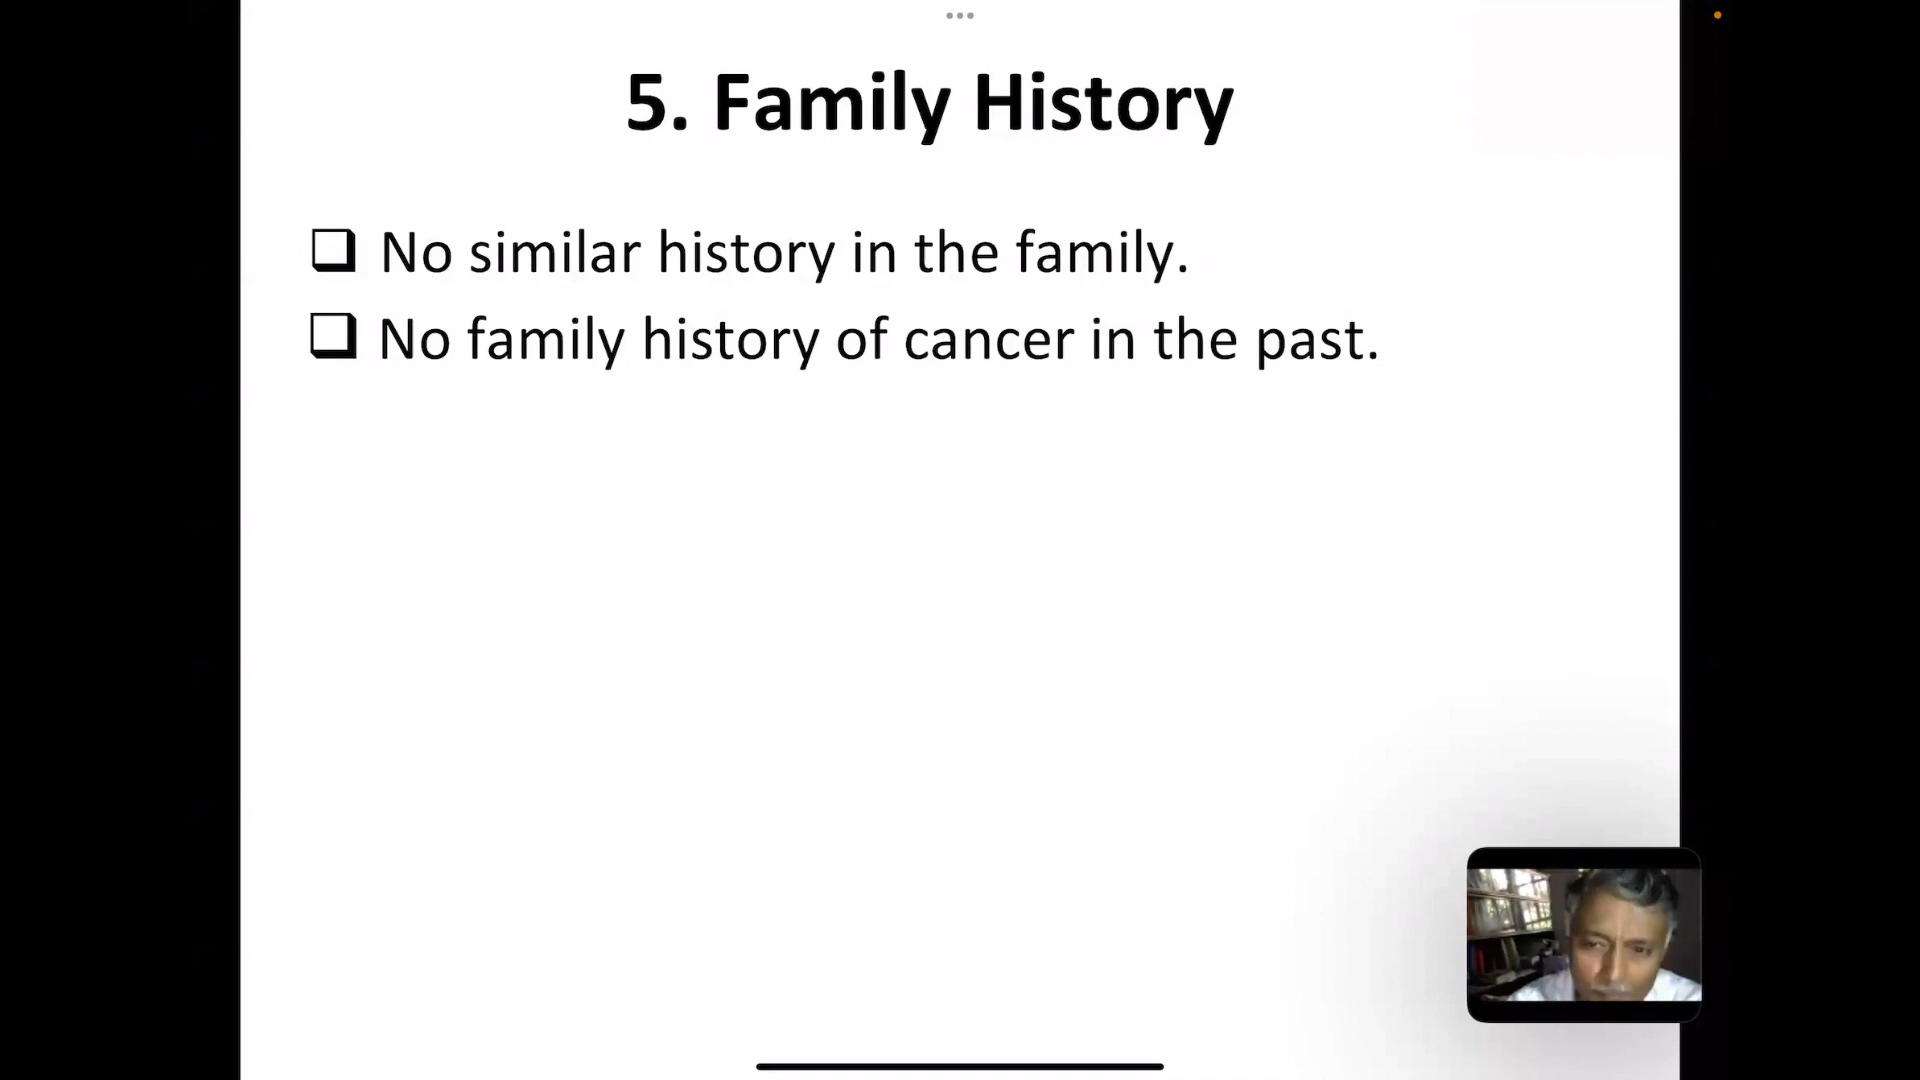 5. Family History
No similar history in the family.
No family history of cancer in the past.